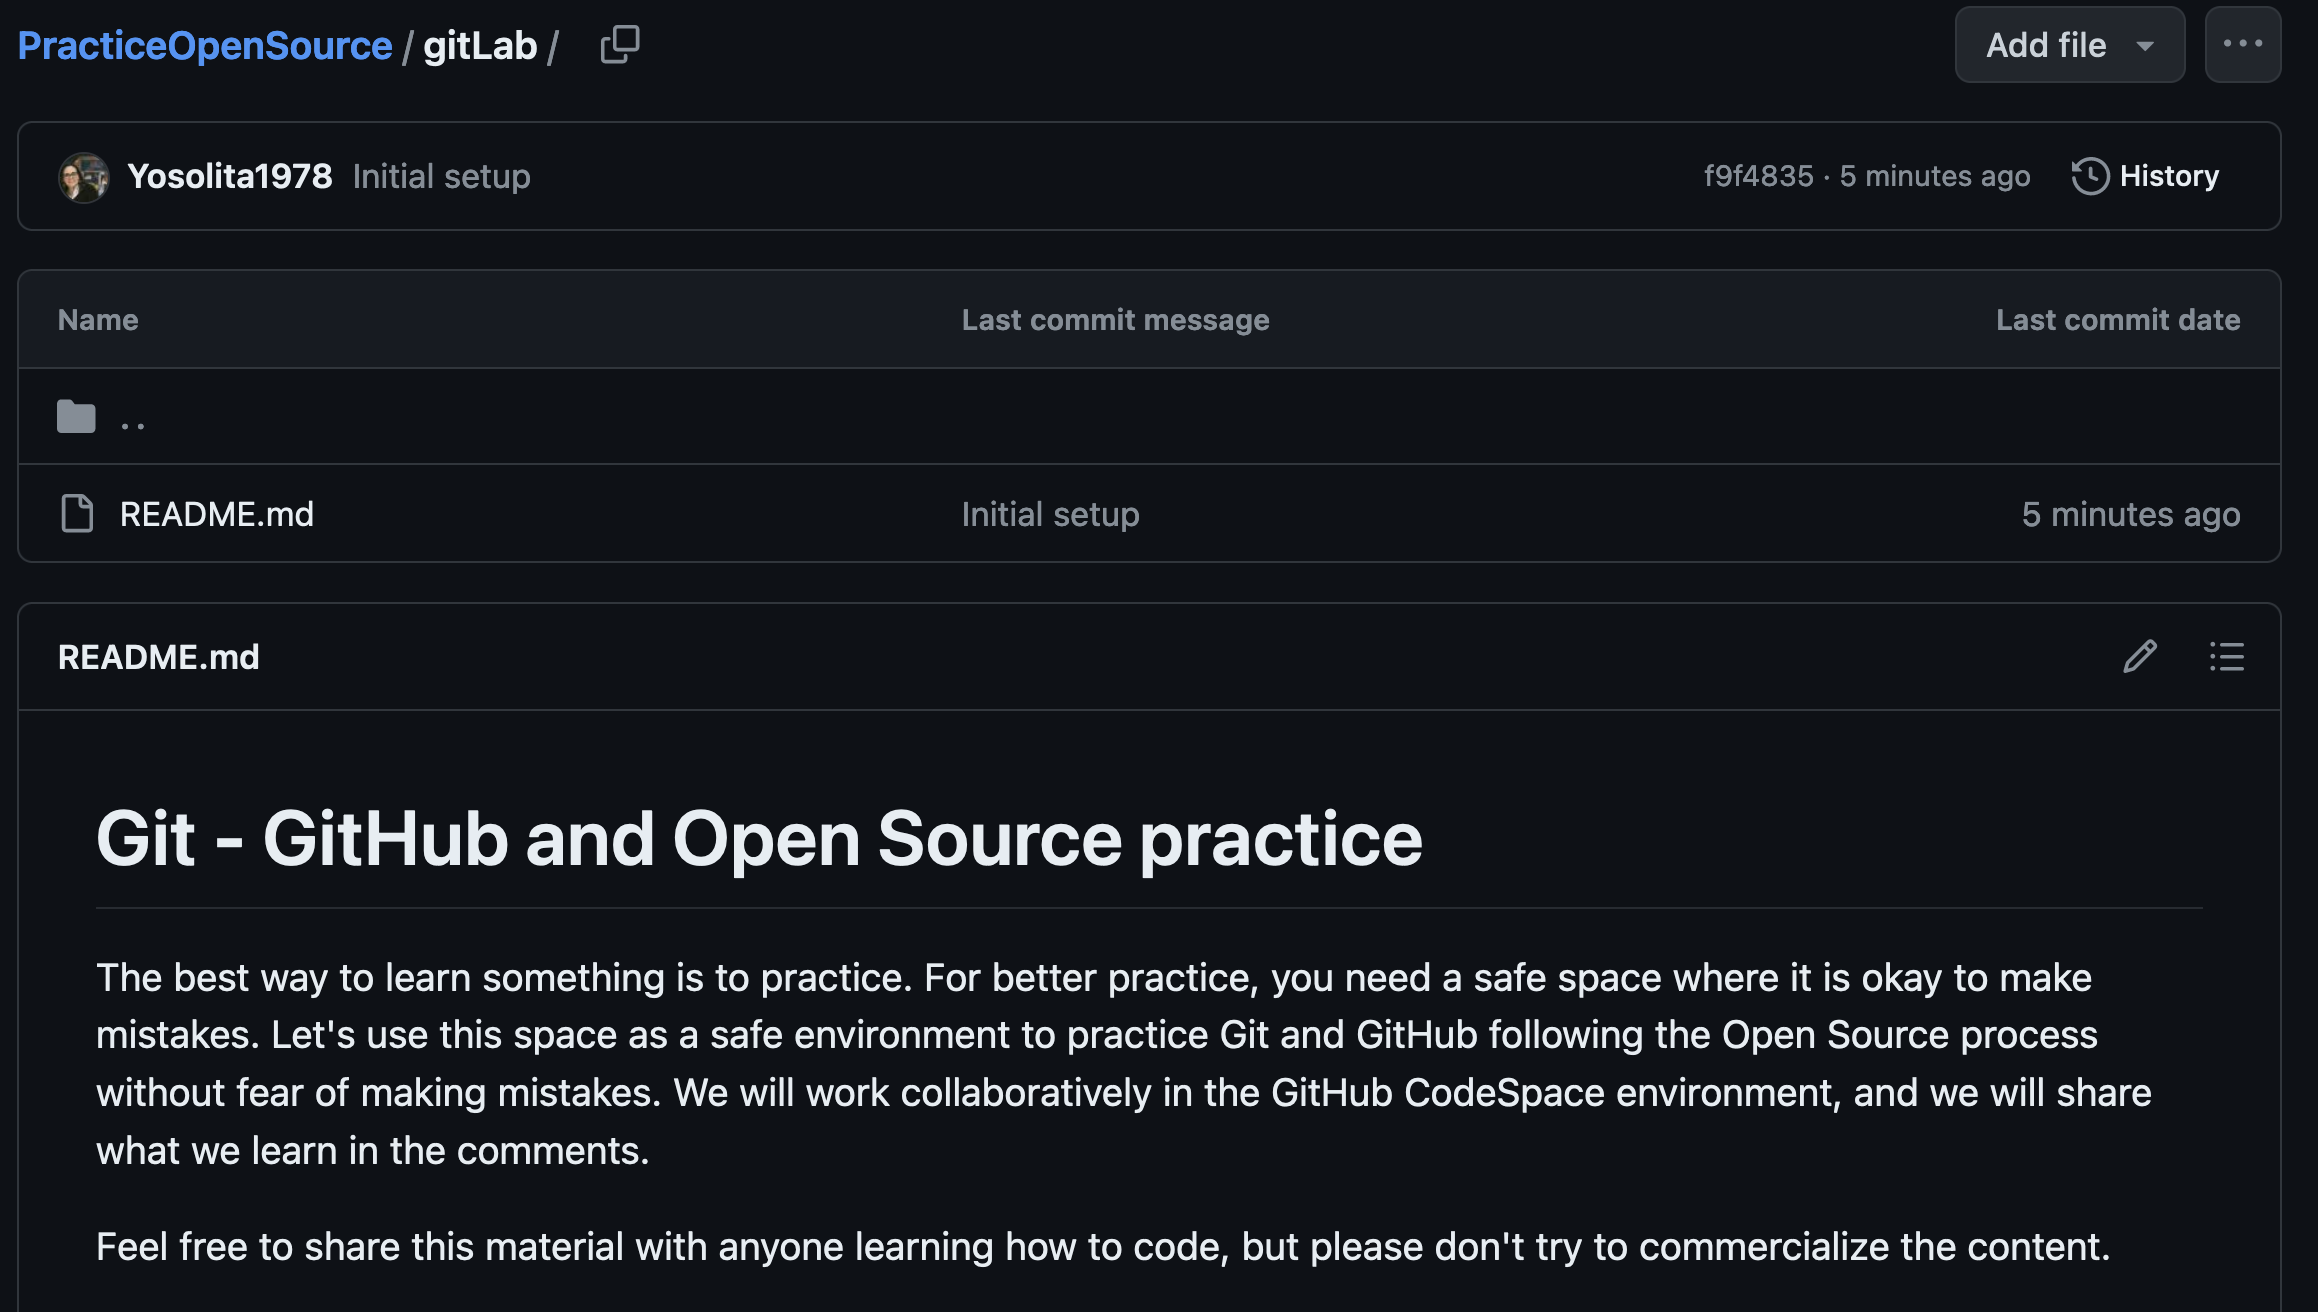 PracticeOpenSource / gitLab /
Add file
Yosolita1978 Initial setup
f9f4835 · 5 minutes ago
History
Name
Last commit message
Last commit date
..
README.md
Initial setup
5 minutes ago
README.md
Git - GitHub and Open Source practice
The best way to learn something is to practice. For better practice, you need a safe space where it is okay to make
mistakes. Let's use this space as a safe environment to practice Git and GitHub following the Open Source process
without fear of making mistakes. We will work collaboratively in the GitHub CodeSpace environment, and we will share
what we learn in the comments.
Feel free to share this material with anyone learning how to code, but please don't try to commercialize the content.